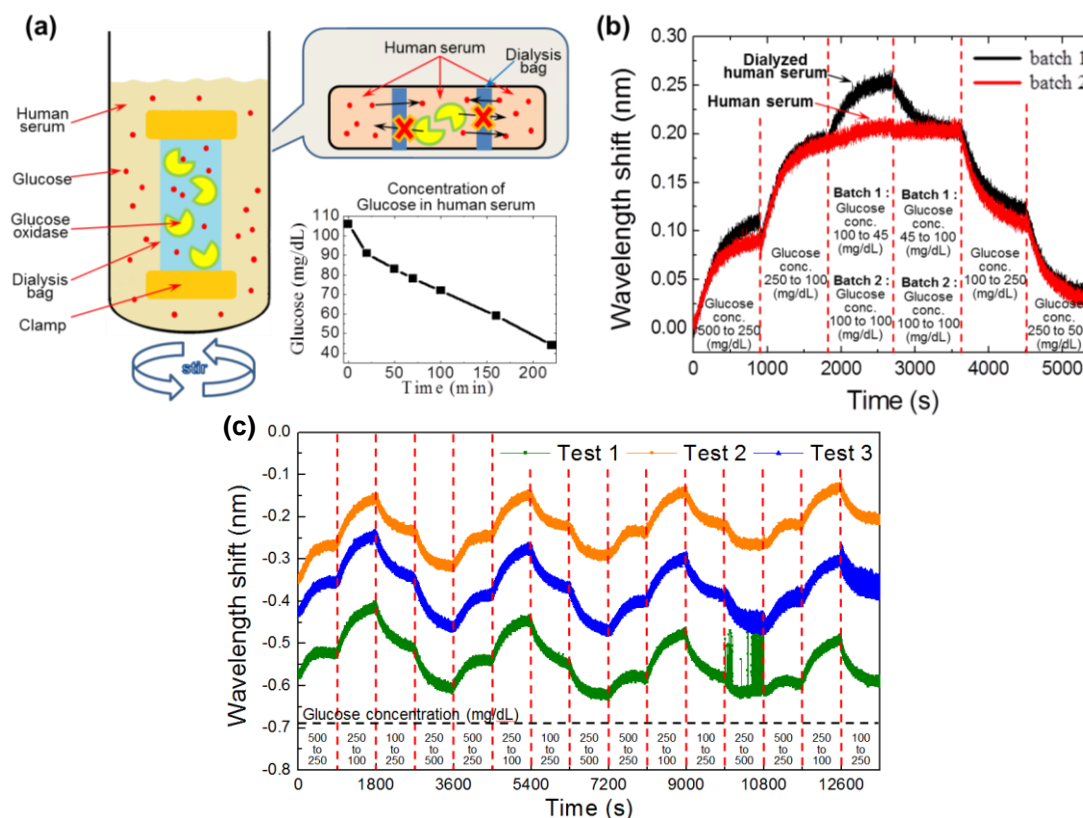 (a)
Human
serum
Glucose
Glucose
oxidase
Dialysis
bag
Clamp
stir
Human serum
Dialysis
bag
Concentration of
Glucose in human serum
Glucose (mg/dL)
110
100
90
80
70
60
50
40
0 50 100 150 200
Time (min)
(b)
Wavelength shift (nm)
0.30
0.25
0.20
0.15
0.10
0.05
0.00
Dialyzed
human serum
Human serum
batch 1
batch 2
Glucose
conc.
500 to 250
(mg/dL)
Glucose
conc.
250 to 100
(mg/dL)
Batch 1 :
Glucose
conc.
100 to 45
(mg/dL)
Batch 2 :
Glucose
conc.
100 to 100
(mg/dL)
Batch 1 :
Glucose
conc.
45 to 100
(mg/dL)
Batch 2 :
Glucose
conc.
100 to 100
(mg/dL)
Glucose
conc.
100 to 250
(mg/dL)
Glucose
conc.
250 to 50
(mg/dL)
0 1000 2000 3000 4000 5000
Time (s)
(c)
Wavelength shift (nm)
0.0
-0.1
-0.2
-0.3
-0.4
-0.5
-0.6
-0.7
-0.8
Test 1 Test 2 Test 3
Glucose concentration (mg/dL)
500 250 100 250 500 250 100 250 500 250 100 250 500 250 100
to to to to to to to to to to to to to to to
250 100 250 500 250 100 250 500 250 100 250 500 250 100 250
0 1800 3600 5400 7200 9000 10800 12600
Time (s)